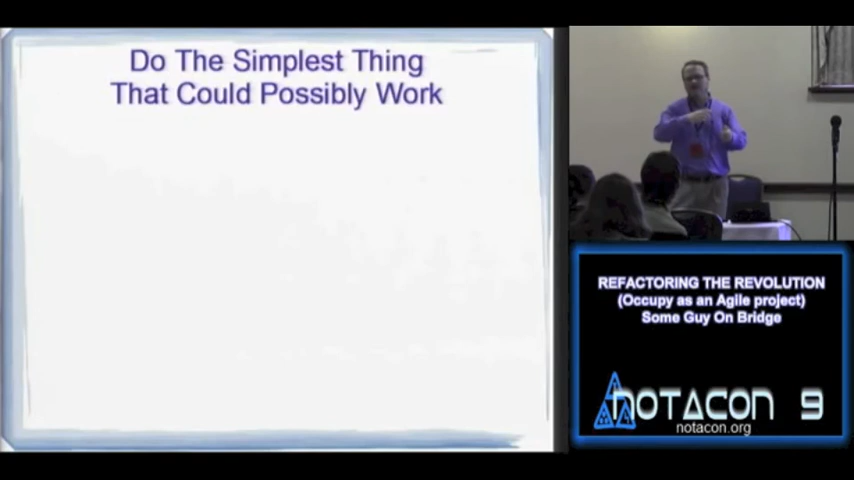 Do The Simplest Thing
That Could Possibly Work
REFACTORING THE REVOLUTION
(Occupy as an Agile project)
Some Guy On Bridge
NOTACON 9
notacon.org